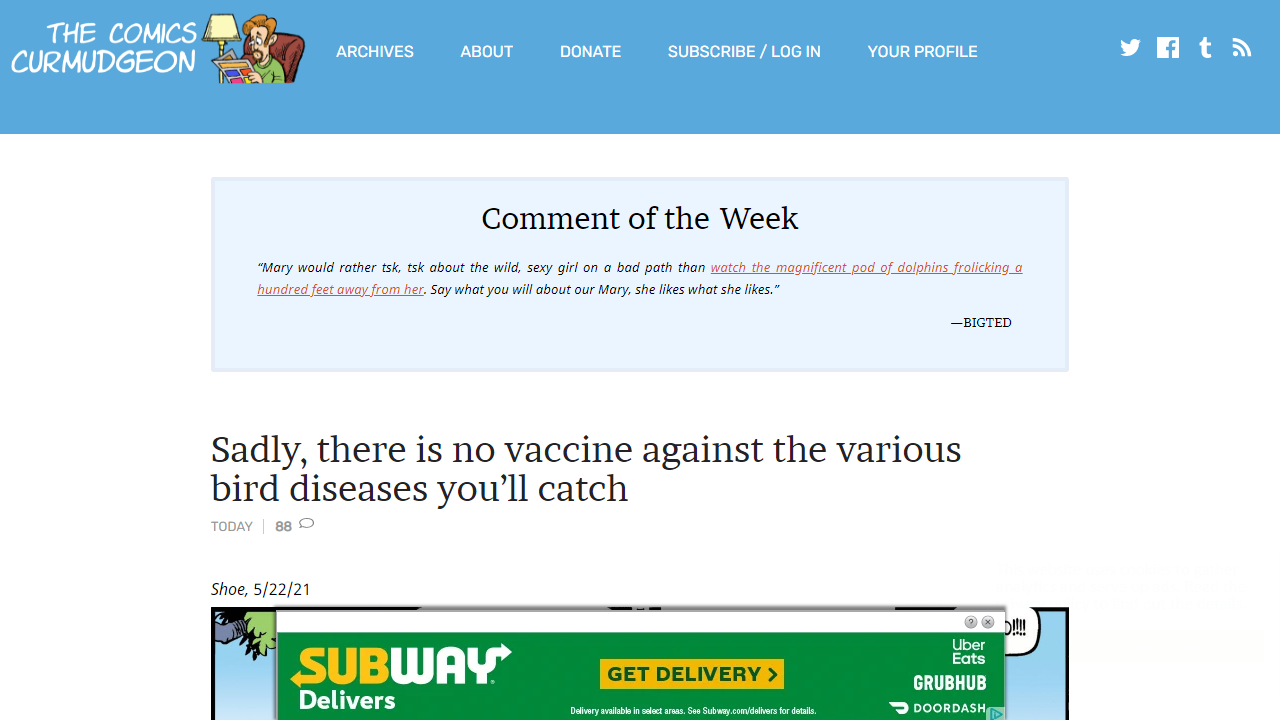 THE COMICS
CURMUDGEON
ARCHIVES ABOUT DONATE SUBSCRIBE / LOG IN YOUR PROFILE
Comment of the Week
“Mary would rather tsk, tsk about the wild, sexy girl on a bad path than watch the magnificent pod of dolphins frolicking a
hundred feet away from her. Say what you will about our Mary, she likes what she likes.”
—BIGTED
Sadly, there is no vaccine against the various
bird diseases you’ll catch
TODAY 88
Shoe, 5/22/21
SUBWAY
Delivers
GET DELIVERY
Uber
Eats
GRUBHUB
DOORDASH
Delivery available in select areas. See Subway.com/delivers for details.